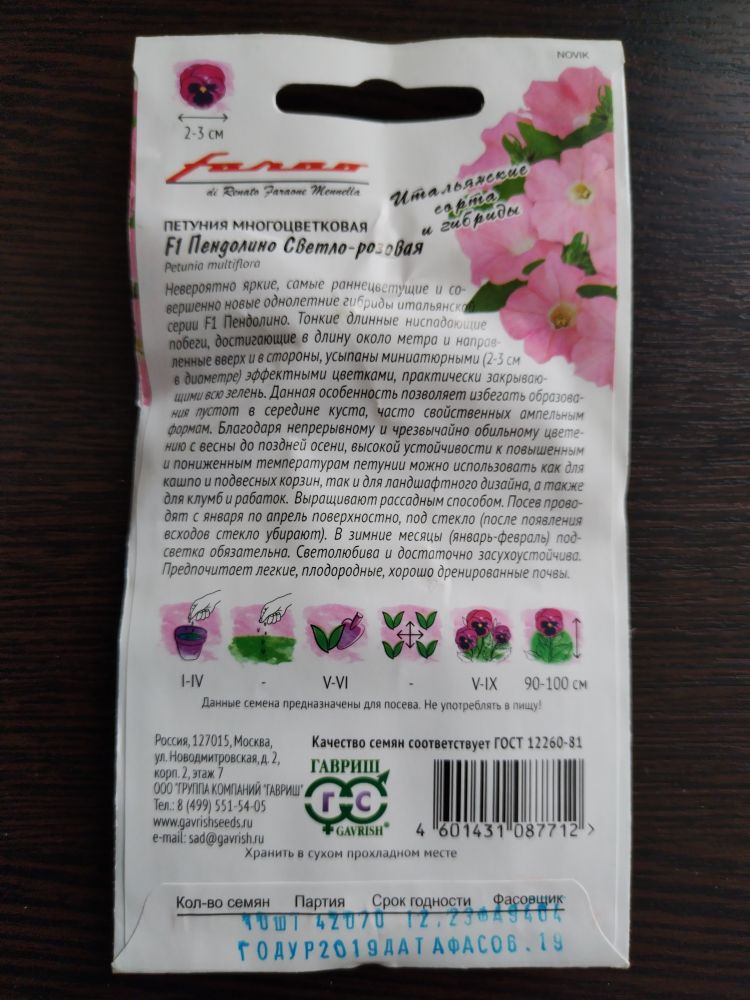 NOVIK
2-3 см
farao
di Renato Faraone Mennella
Итальянские
сорта
и гибриды
ПЕТУНИЯ МНОГОЦВЕТКОВАЯ
F1 Пендолино Светло-розовая
Petunia multiflora
Невероятно яркие, самые раннецветущие и со-
вершенно новые однолетние гибриды итальянской
серии F1 Пендолино. Тонкие длинные ниспадающие
побеги, достигающие в длину около метра и направ-
ленные вверх и в стороны, усыпаны миниатюрными (2-3 см
в диаметре) эффектными цветками, практически закрываю-
щими всю зелень. Данная особенность позволяет избегать образова-
ния пустот в середине куста, часто свойственных ампельным
формам. Благодаря непрерывному и чрезвычайно обильному цвете-
нию с весны до поздней осени, высокой устойчивости к повышенным
и пониженным температурам петунии можно использовать как для
кашпо и подвесных корзин, так и для ландшафтного дизайна, а также
для клумб и рабаток. Выращивают рассадным способом. Посев прово-
дят с января по апрель поверхностно, под стекло (после появления
всходов стекло убирают). В зимние месяцы (январь-февраль) под-
светка обязательна. Светолюбива и достаточно засухоустойчива.
Предпочитает легкие, плодородные, хорошо дренированные почвы.
I-IV - V-VI - V-IX 90-100 см
Данные семена предназначены для посева. Не употреблять в пищу!
Россия, 127015, Москва,
ул. Новодмитровская, д. 2,
корп. 2, этаж 7
ООО "ГРУППА КОМПАНИЙ "ГАВРИШ"
Тел.: 8 (499) 551-54-05
www.gavrishseeds.ru
e-mail: sad@gavrish.ru
Качество семян соответствует ГОСТ 12260-81
ГАВРИШ
Г С
GAVRISH®
4 601431 087712 >
Хранить в сухом прохладном месте
Кол-во семян Партия Срок годности Фасовщик
10ШТ 42070 12.23ФА9404
ГОДУР2019ДАТАФАСОВ.19